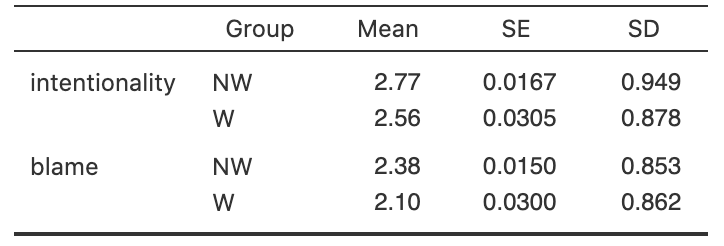 Group Mean SE SD
intentionality NW 2.77 0.0167 0.949
W 2.56 0.0305 0.878
blame NW 2.38 0.0150 0.853
W 2.10 0.0300 0.862